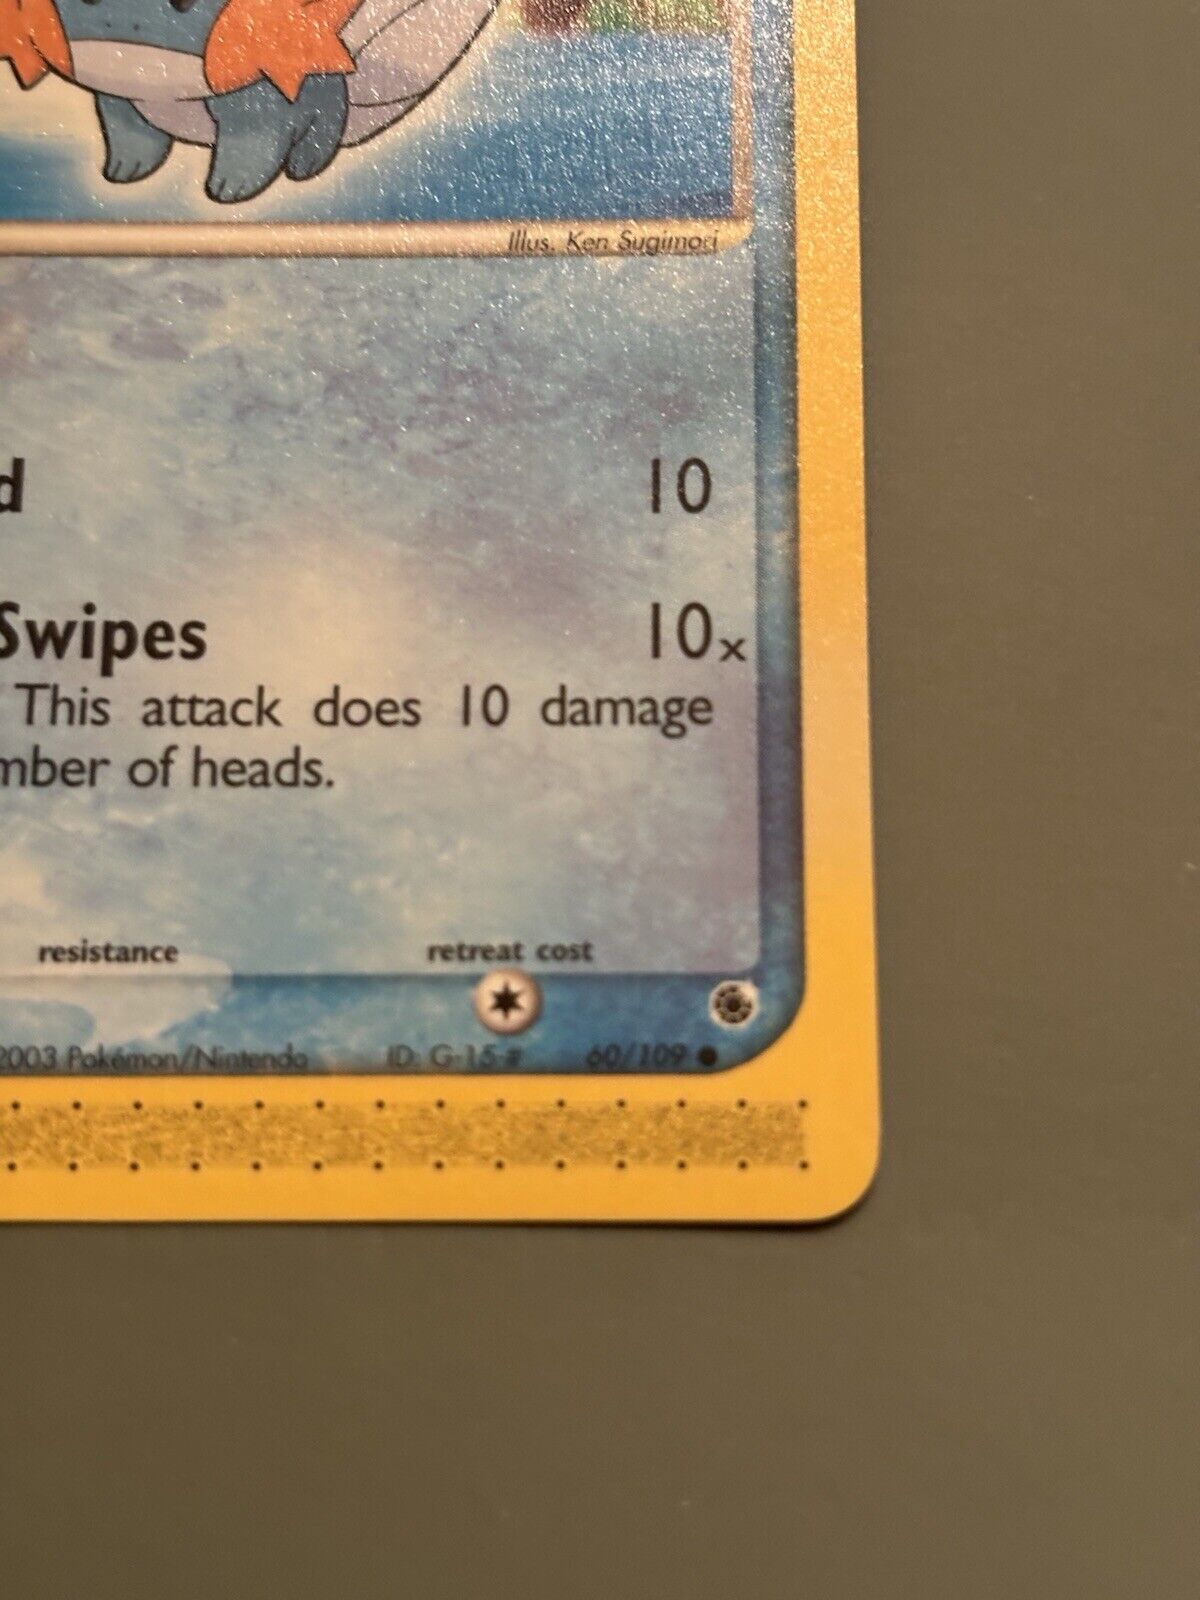 Illus. Ken Sugimori
d 10
Swipes 10x
This attack does 10 damage
mber of heads.
resistance retreat cost
2003 Pokémon/Nintendo ID: G-15-# 60/109